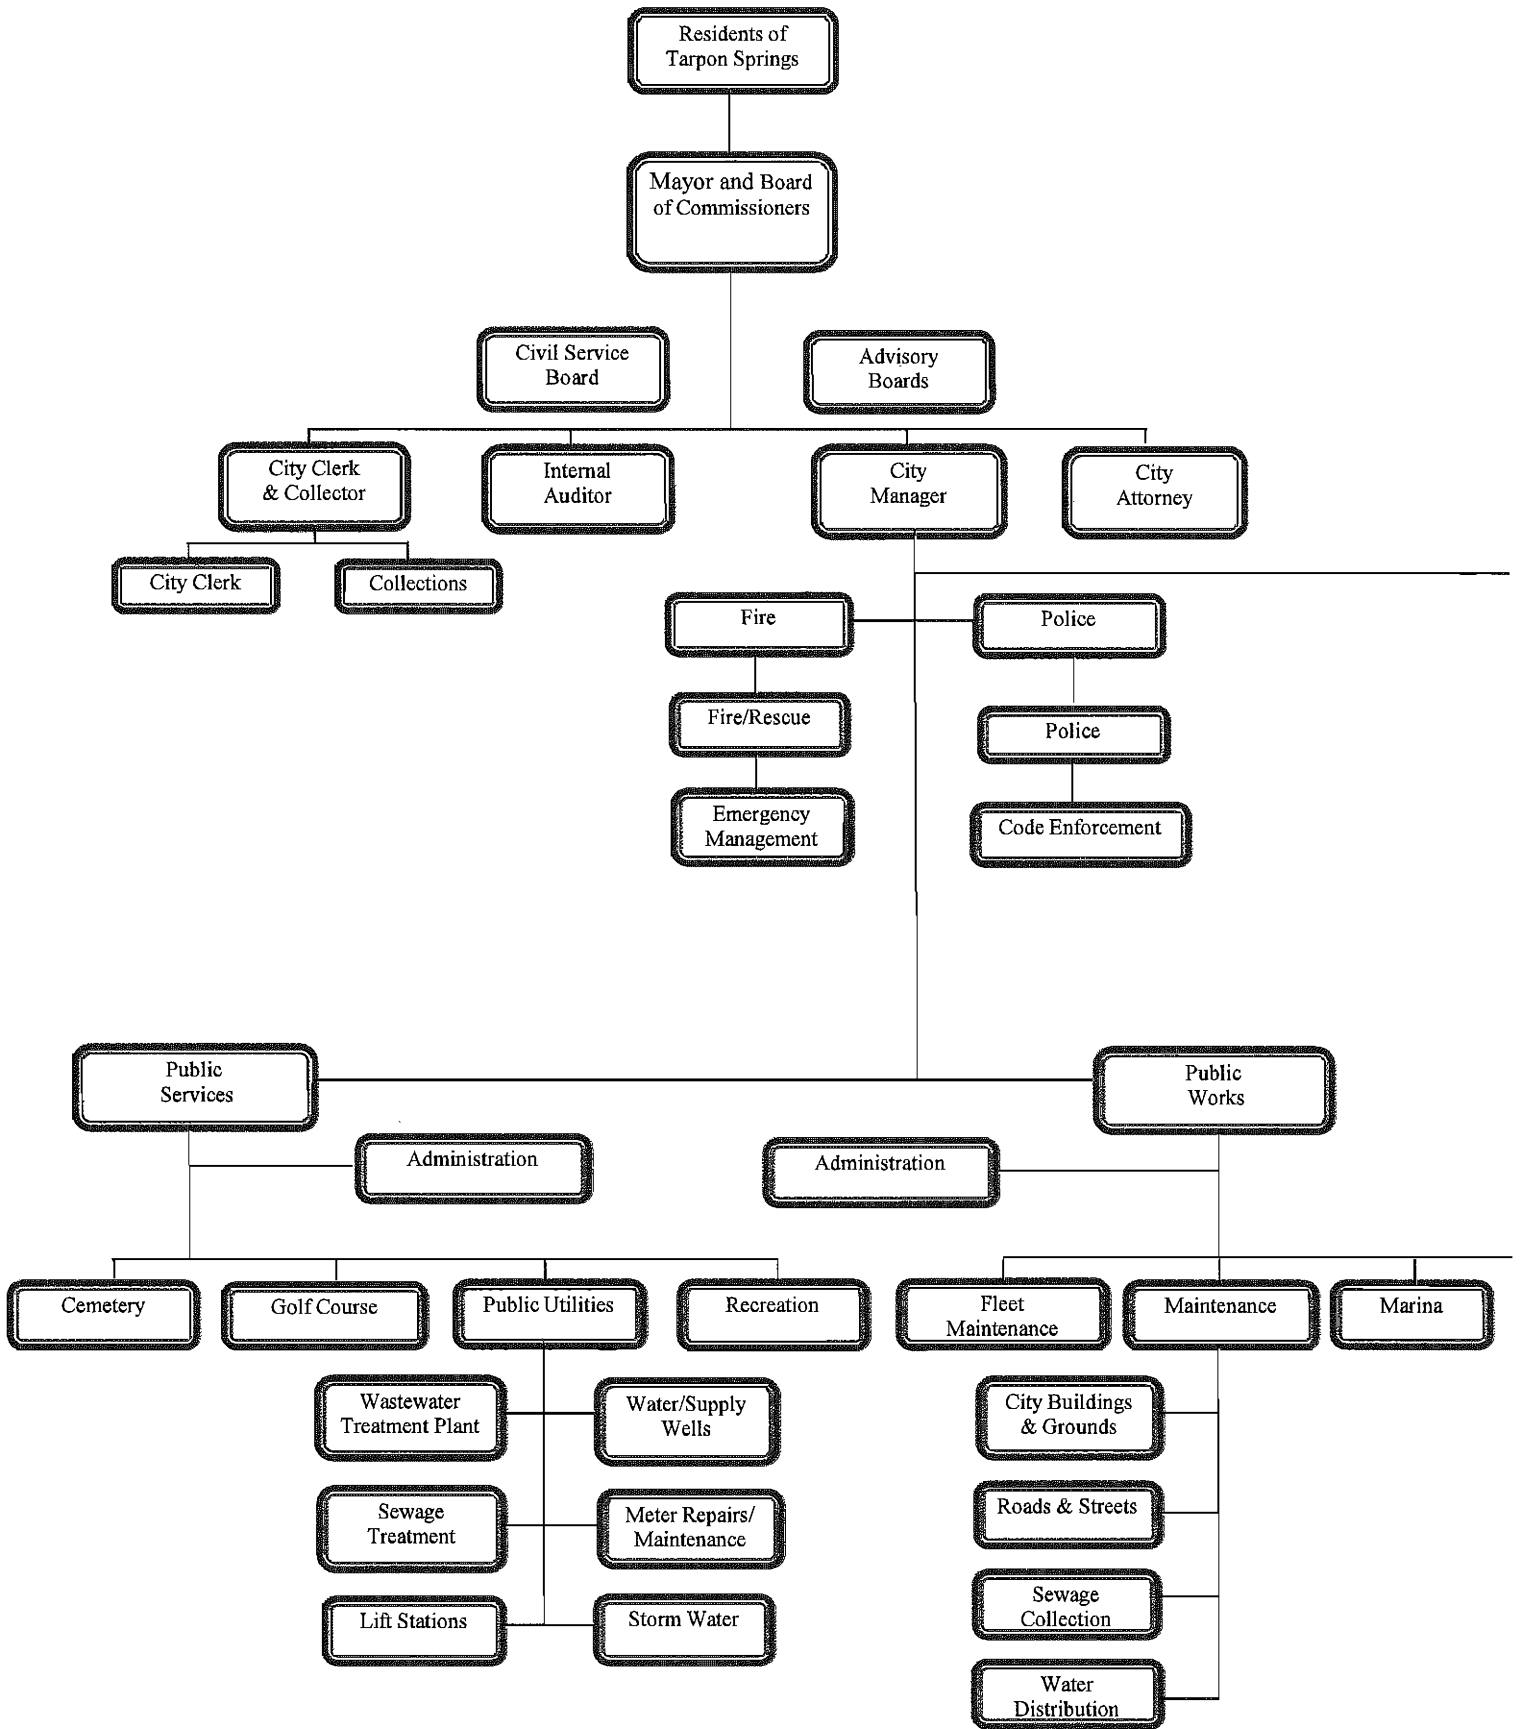 Residents of
Tarpon Springs
Mayor and Board
of Commissioners
Civil Service
Board
Advisory
Boards
City Clerk
& Collector
Internal
Auditor
City
Manager
City
Attorney
City Clerk
Collections
Fire
Police
Fire/Rescue
Police
Emergency
Management
Code Enforcement
Public
Services
Public
Works
Administration
Administration
Cemetery
Golf Course
Public Utilities
Recreation
Fleet
Maintenance
Maintenance
Marina
Wastewater
Treatment Plant
Water/Supply
Wells
City Buildings
& Grounds
Sewage
Treatment
Meter Repairs/
Maintenance
Roads & Streets
Lift Stations
Storm Water
Sewage
Collection
Water
Distribution